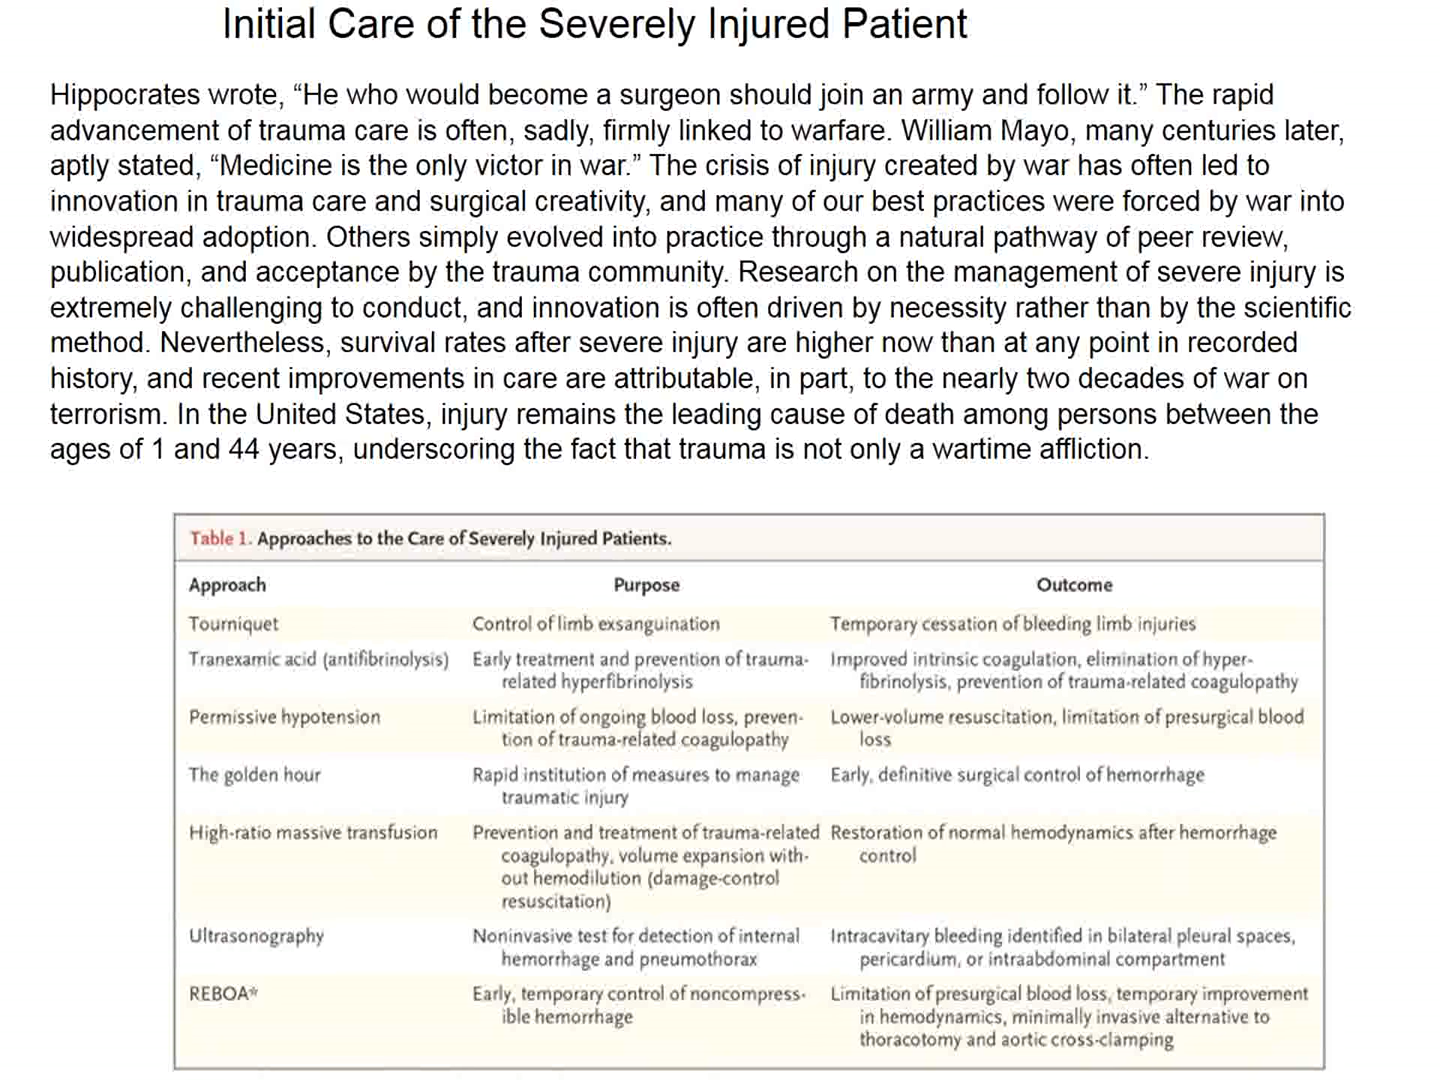 Initial Care of the Severely Injured Patient
Hippocrates wrote, “He who would become a surgeon should join an army and follow it.” The rapid
advancement of trauma care is often, sadly, firmly linked to warfare. William Mayo, many centuries later,
aptly stated, “Medicine is the only victor in war.” The crisis of injury created by war has often led to
innovation in trauma care and surgical creativity, and many of our best practices were forced by war into
widespread adoption. Others simply evolved into practice through a natural pathway of peer review,
publication, and acceptance by the trauma community. Research on the management of severe injury is
extremely challenging to conduct, and innovation is often driven by necessity rather than by the scientific
method. Nevertheless, survival rates after severe injury are higher now than at any point in recorded
history, and recent improvements in care are attributable, in part, to the nearly two decades of war on
terrorism. In the United States, injury remains the leading cause of death among persons between the
ages of 1 and 44 years, underscoring the fact that trauma is not only a wartime affliction.
Table 1. Approaches to the Care of Severely Injured Patients.
Approach Purpose Outcome
Tourniquet Control of limb exsanguination Temporary cessation of bleeding limb injuries
Tranexamic acid (antifibrinolysis) Early treatment and prevention of trauma- Improved intrinsic coagulation, elimination of hyper-
related hyperfibrinolysis fibrinolysis, prevention of trauma-related coagulopathy
Permissive hypotension Limitation of ongoing blood loss, preven- Lower-volume resuscitation, limitation of presurgical blood
tion of trauma-related coagulopathy loss
The golden hour Rapid institution of measures to manage Early, definitive surgical control of hemorrhage
traumatic injury
High-ratio massive transfusion Prevention and treatment of trauma-related Restoration of normal hemodynamics after hemorrhage
coagulopathy, volume expansion with- control
out hemodilution (damage-control
resuscitation)
Ultrasonography Noninvasive test for detection of internal Intracavitary bleeding identified in bilateral pleural spaces,
hemorrhage and pneumothorax pericardium, or intraabdominal compartment
REBOA* Early, temporary control of noncompress- Limitation of presurgical blood loss, temporary improvement
ible hemorrhage in hemodynamics, minimally invasive alternative to
thoracotomy and aortic cross-clamping